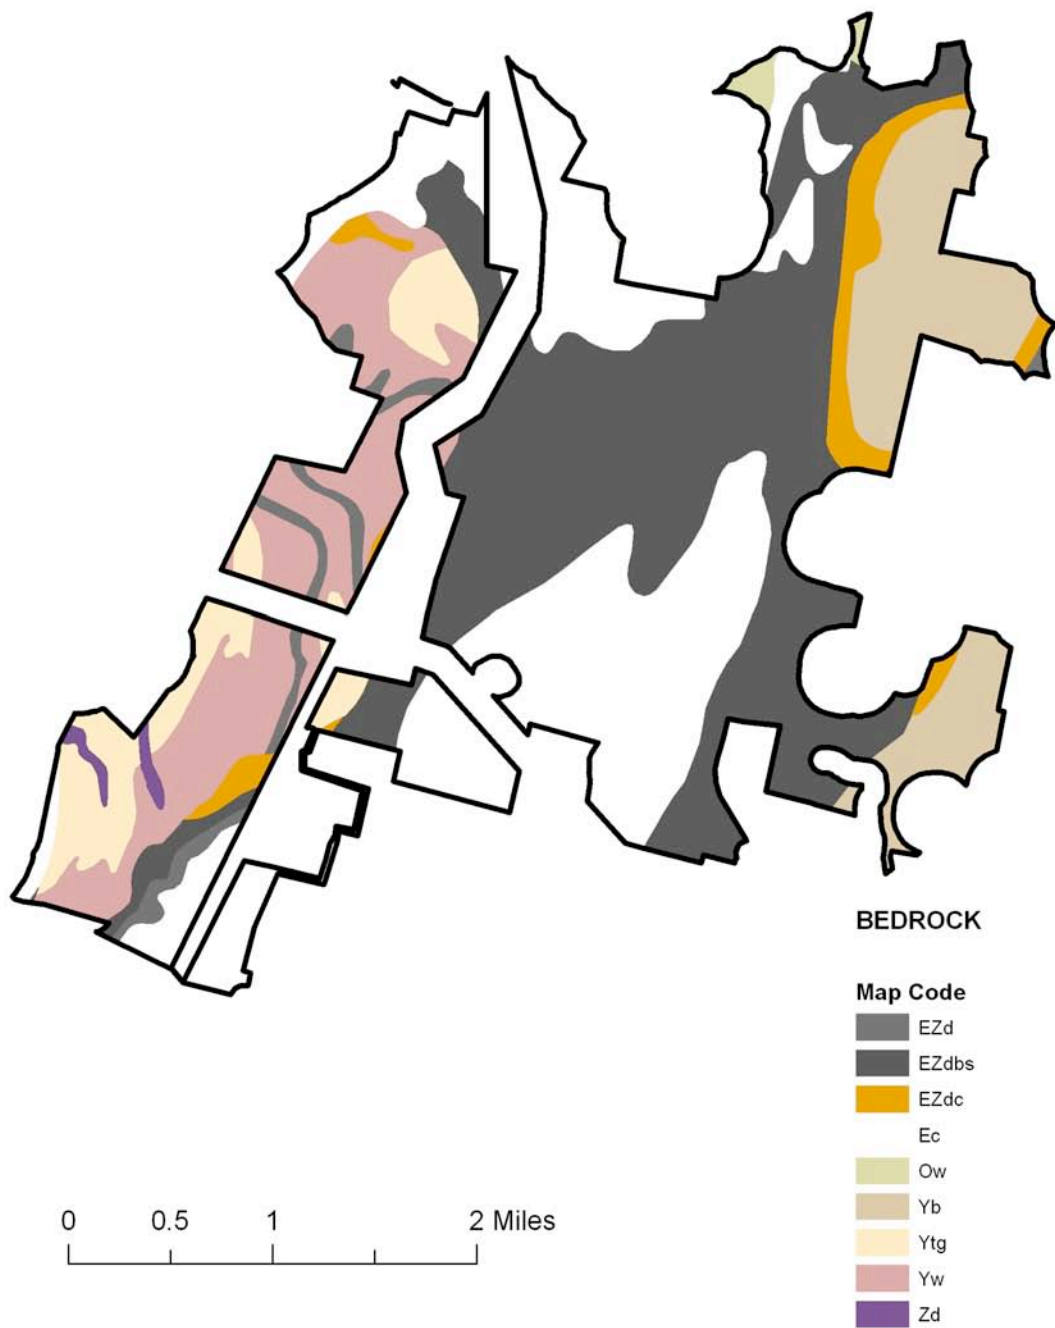 BEDROCK
Map Code
EZd
EZdbs
EZdc
Ec
Ow
Yb
Ytg
Yw
Zd
0 0.5 1 2 Miles